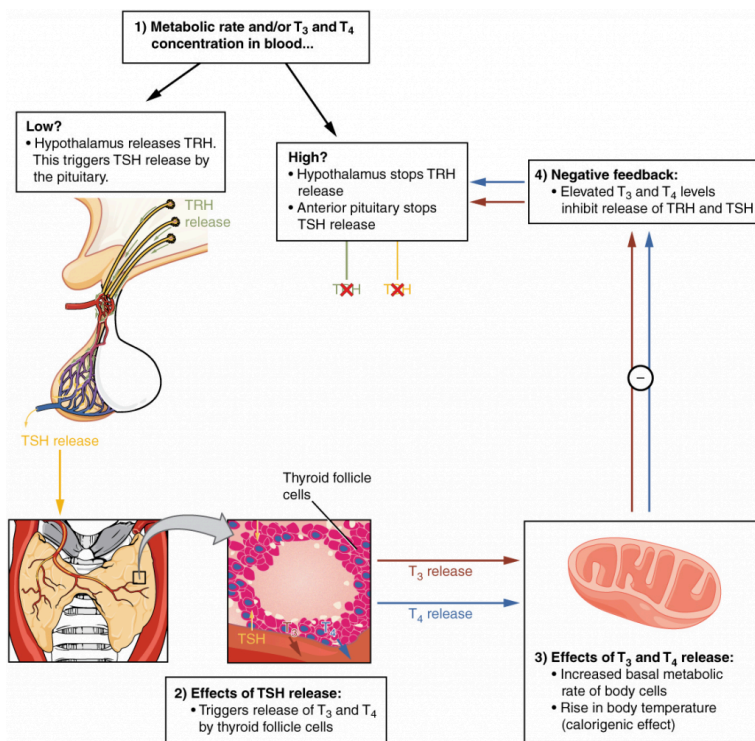 1) Metabolic rate and/or T₃ and T₄
concentration in blood...
Low?
• Hypothalamus releases TRH.
This triggers TSH release by
the pituitary.
High?
• Hypothalamus stops TRH
release
• Anterior pituitary stops
TSH release
4) Negative feedback:
• Elevated T₃ and T₄ levels
inhibit release of TRH and TSH
TRH
release
TRH
TSH
–
TSH release
Thyroid follicle
cells
T₃ release
T₄ release
TSH
T₃
T₄
2) Effects of TSH release:
• Triggers release of T₃ and T₄
by thyroid follicle cells
3) Effects of T₃ and T₄ release:
• Increased basal metabolic
rate of body cells
• Rise in body temperature
(calorigenic effect)